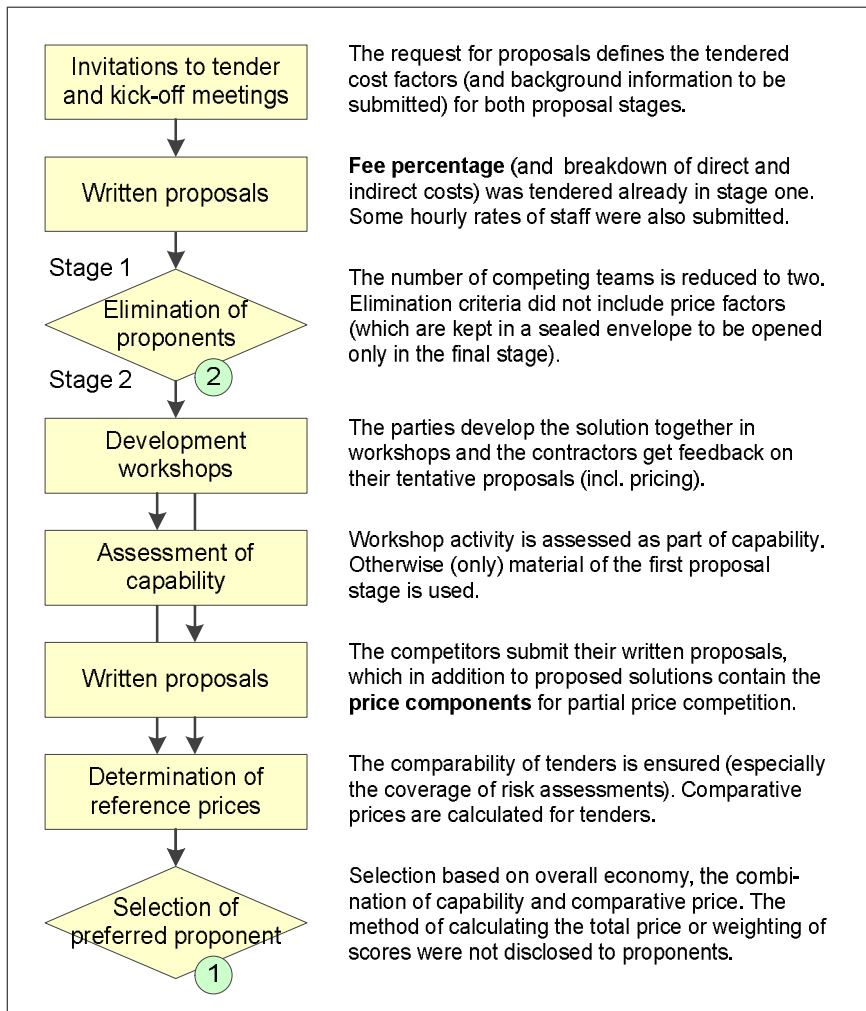 Invitations to tender
and kick-off meetings
The request for proposals defines the tendered
cost factors (and background information to be
submitted) for both proposal stages.
Written proposals
Fee percentage (and breakdown of direct and
indirect costs) was tendered already in stage one.
Some hourly rates of staff were also submitted.
Stage 1
Elimination of
proponents
2
Stage 2
The number of competing teams is reduced to two.
Elimination criteria did not include price factors
(which are kept in a sealed envelope to be opened
only in the final stage).
Development
workshops
The parties develop the solution together in
workshops and the contractors get feedback on
their tentative proposals (incl. pricing).
Assessment of
capability
Workshop activity is assessed as part of capability.
Otherwise (only) material of the first proposal
stage is used.
Written proposals
The competitors submit their written proposals,
which in addition to proposed solutions contain the
price components for partial price competition.
Determination of
reference prices
The comparability of tenders is ensured (especially
the coverage of risk assessments). Comparative
prices are calculated for tenders.
Selection of
preferred proponent
1
Selection based on overall economy, the combi-
nation of capability and comparative price. The
method of calculating the total price or weighting of
scores were not disclosed to proponents.